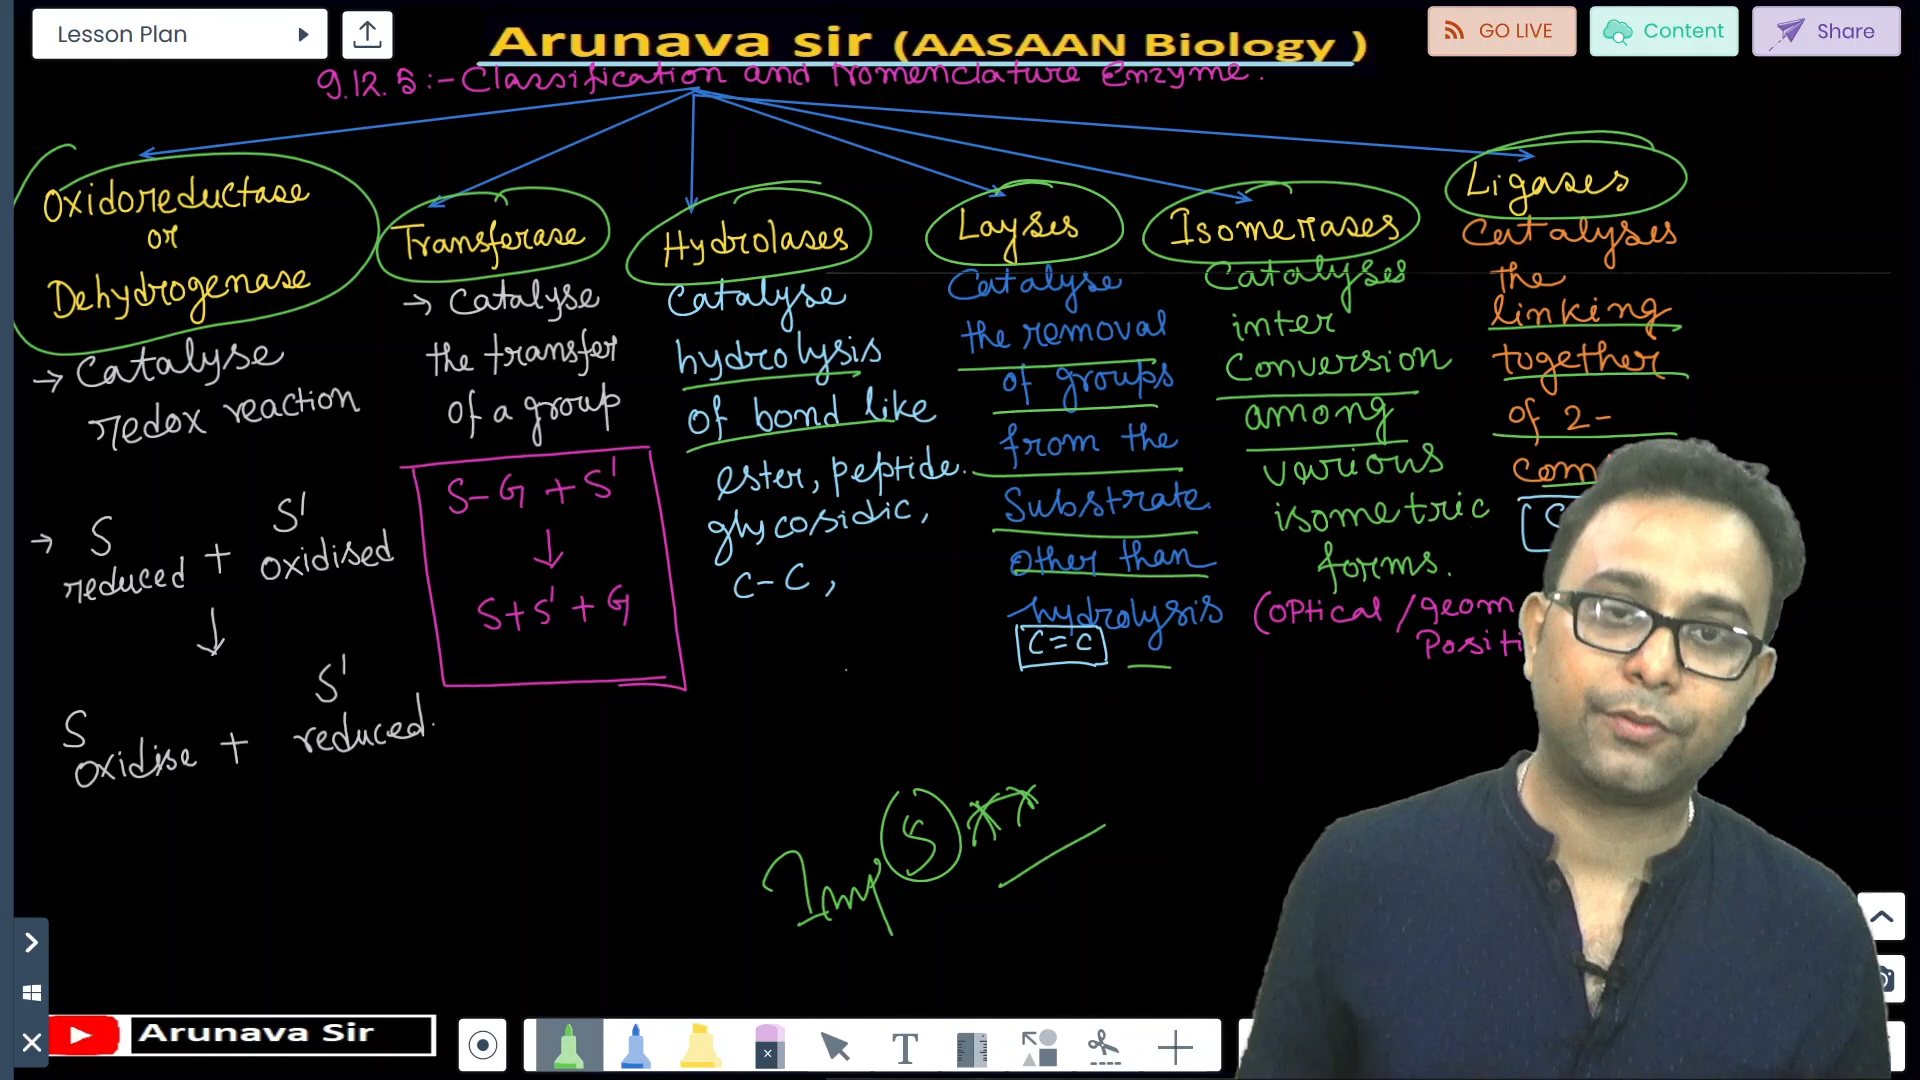 Lesson Plan
Arunava sir (AASAAN Biology )
GO LIVE
Content
Share
9.12.5:- Classification and Nomenclature Enzyme.
Oxidoreductase
or
Dehydrogenase
→ Catalyse
redox reaction
→ S reduced + S' oxidised
↓
S oxidise + S' reduced.
Transferase
→ Catalyse
the transfer
of a group
S-G + S'
↓
S + S' + G
Hydrolases
Catalyse
hydrolysis
of bond like
ester, peptide.
glycosidic,
C-C,
Layses
Catalyse
the removal
of groups
from the
Substrate.
Other than
hydrolysis
C=C
Isomerases
Catalyses
inter
Conversion
among
various
isometric
forms.
(Optical /geom
Positi
Ligases
Catalyses
the
linking
together
of 2-
com
Imp S **
Arunava Sir
T